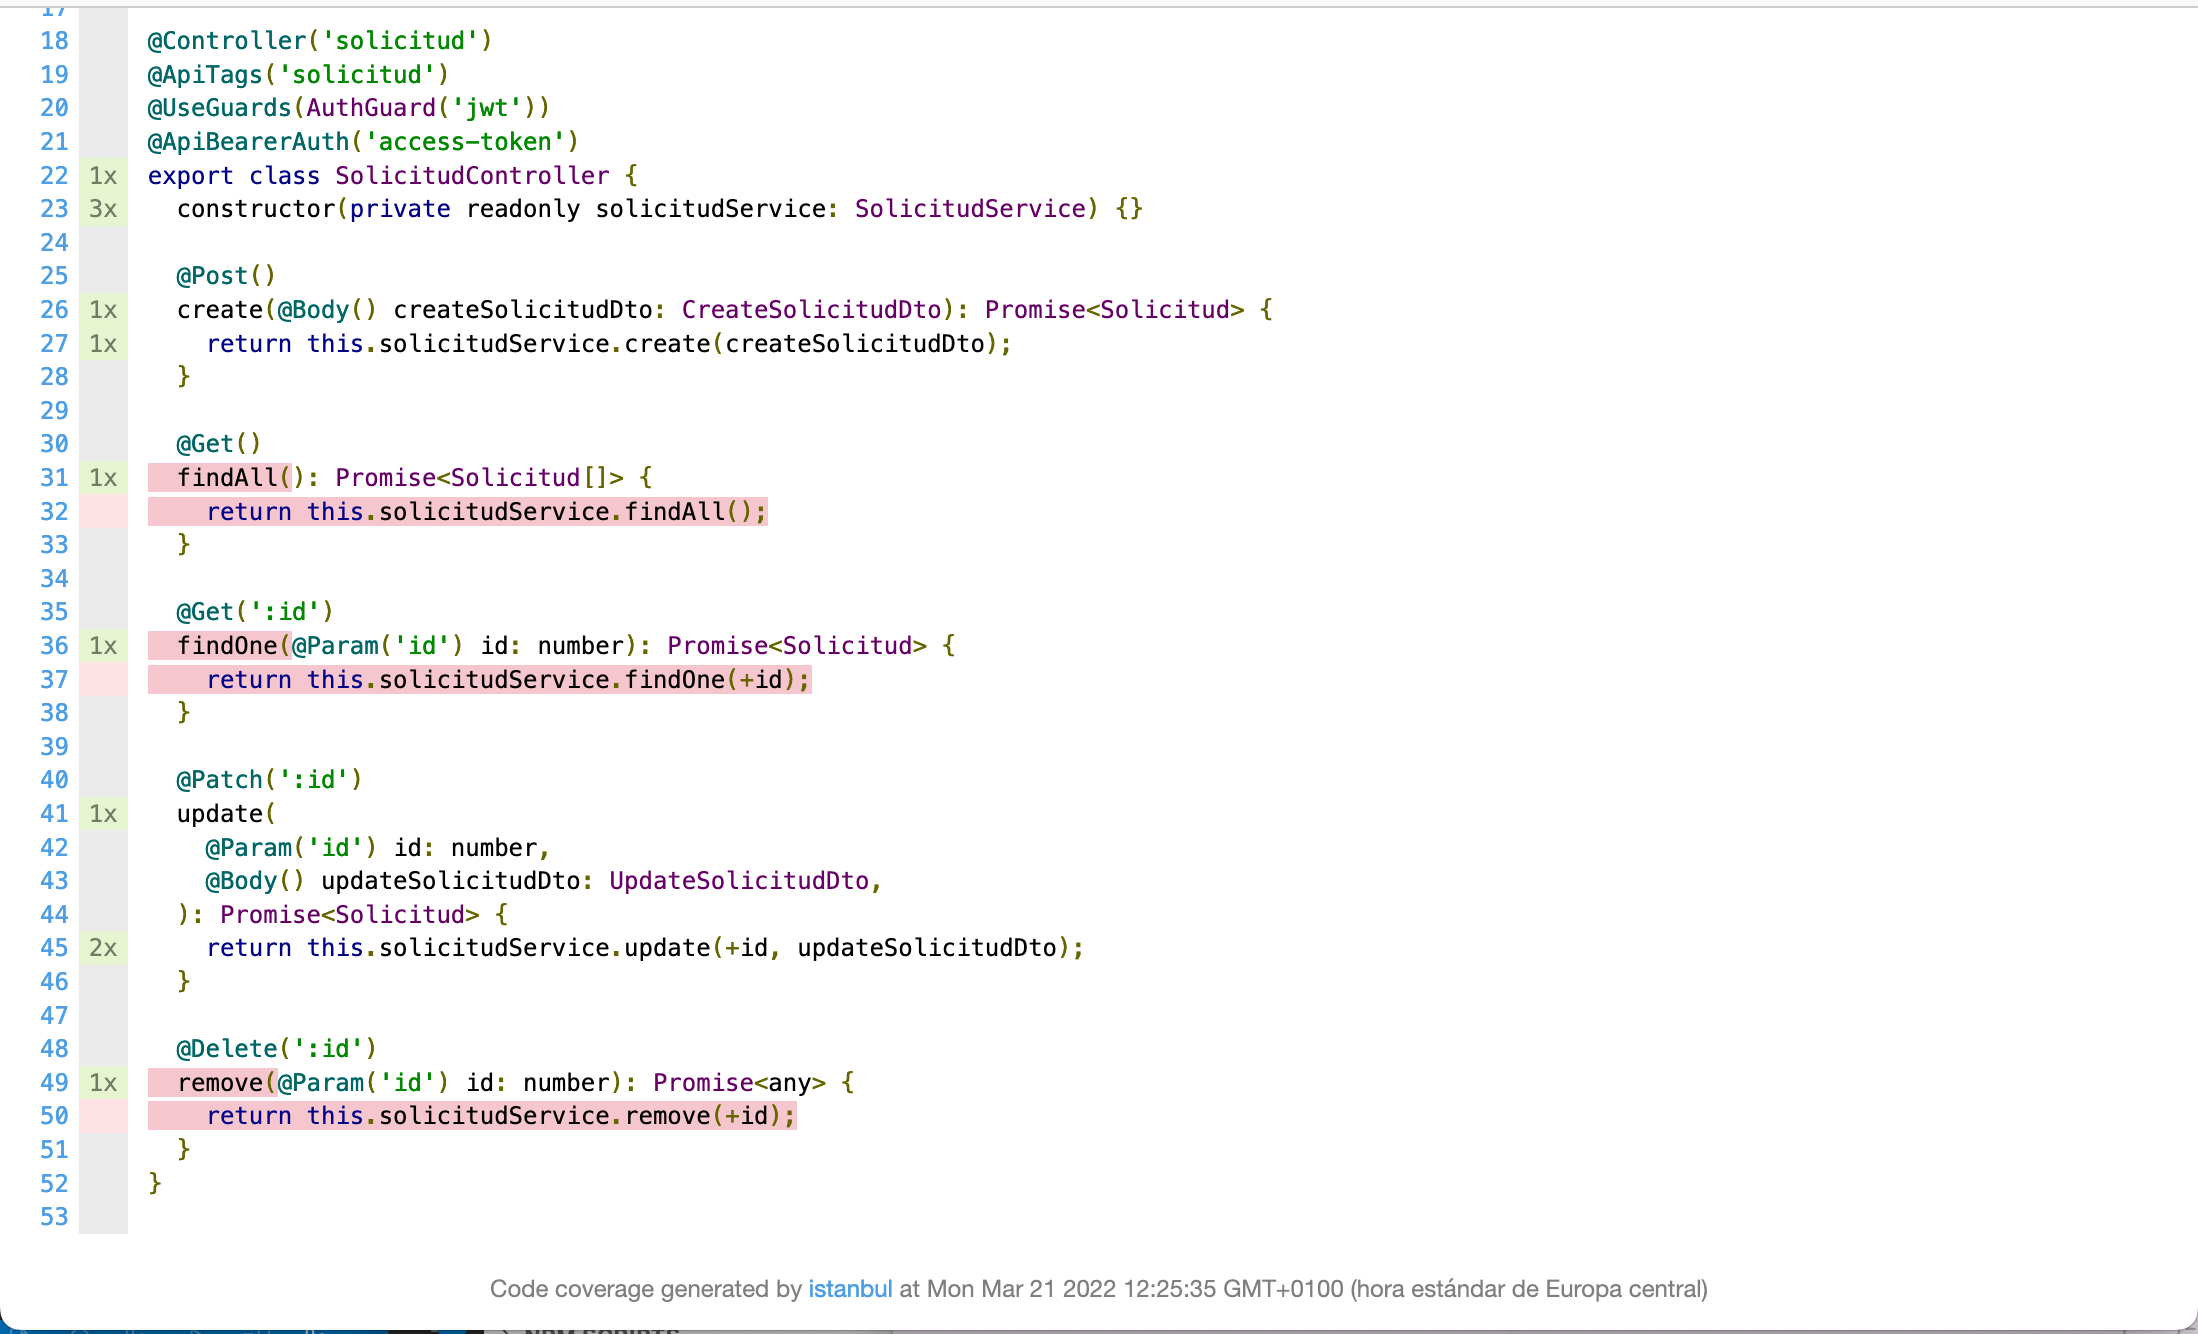 17
18 @Controller('solicitud')
19 @ApiTags('solicitud')
20 @UseGuards(AuthGuard('jwt'))
21 @ApiBearerAuth('access-token')
22 1x export class SolicitudController {
23 3x constructor(private readonly solicitudService: SolicitudService) {}
24
25 @Post()
26 1x create(@Body() createSolicitudDto: CreateSolicitudDto): Promise<Solicitud> {
27 1x return this.solicitudService.create(createSolicitudDto);
28 }
29
30 @Get()
31 1x findAll(): Promise<Solicitud[]> {
32 return this.solicitudService.findAll();
33 }
34
35 @Get(':id')
36 1x findOne(@Param('id') id: number): Promise<Solicitud> {
37 return this.solicitudService.findOne(+id);
38 }
39
40 @Patch(':id')
41 1x update(
42 @Param('id') id: number,
43 @Body() updateSolicitudDto: UpdateSolicitudDto,
44 ): Promise<Solicitud> {
45 2x return this.solicitudService.update(+id, updateSolicitudDto);
46 }
47
48 @Delete(':id')
49 1x remove(@Param('id') id: number): Promise<any> {
50 return this.solicitudService.remove(+id);
51 }
52 }
53
Code coverage generated by istanbul at Mon Mar 21 2022 12:25:35 GMT+0100 (hora estándar de Europa central)
NPM SCRIPTS